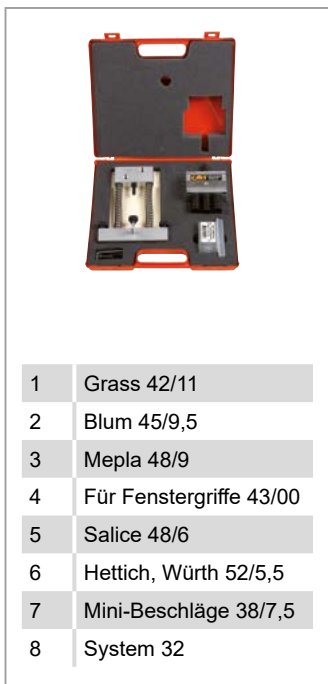 1 Grass 42/11
2 Blum 45/9,5
3 Mepla 48/9
4 Für Fenstergriffe 43/00
5 Salice 48/6
6 Hettich, Würth 52/5,5
7 Mini-Beschläge 38/7,5
8 System 32